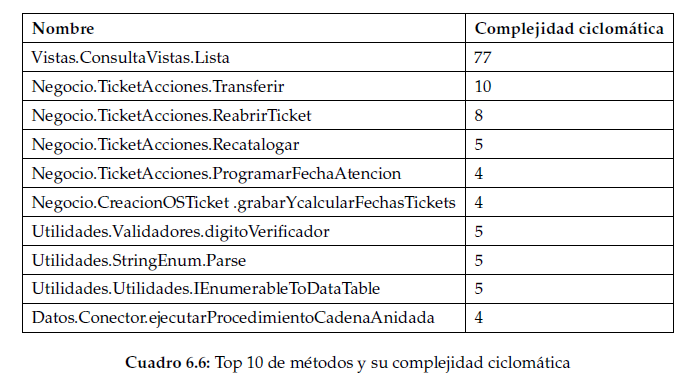 Nombre Complejidad ciclomática
Vistas.ConsultaVistas.Lista 77
Negocio.TicketAcciones.Transferir 10
Negocio.TicketAcciones.ReabrirTicket 8
Negocio.TicketAcciones.Recatalogar 5
Negocio.TicketAcciones.ProgramarFechaAtencion 4
Negocio.CreacionOSTicket .grabarYcalcularFechasTickets 4
Utilidades.Validadores.digitoVerificador 5
Utilidades.StringEnum.Parse 5
Utilidades.Utilidades.IEnumerableToDataTable 5
Datos.Conector.ejecutarProcedimientoCadenaAnidada 4
Cuadro 6.6: Top 10 de métodos y su complejidad ciclomática